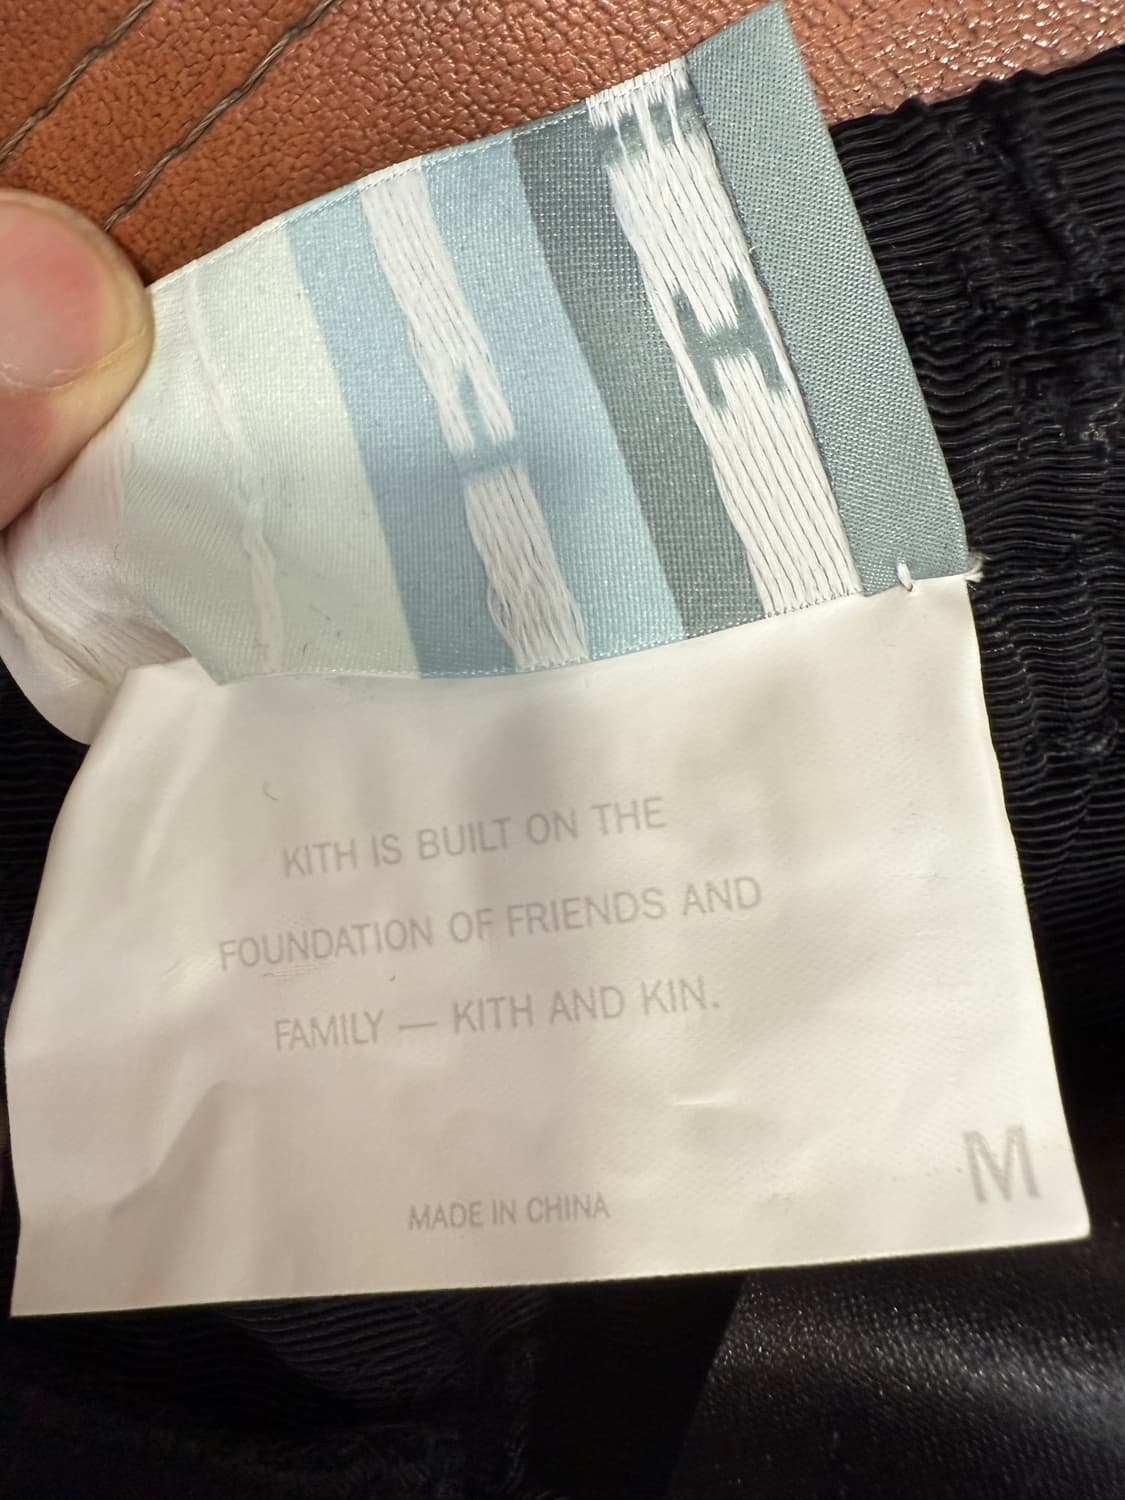 KITH IS BUILT ON THE
FOUNDATION OF FRIENDS AND
FAMILY — KITH AND KIN.
MADE IN CHINA
M